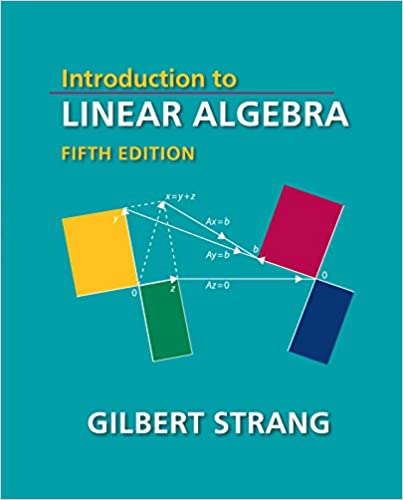 Introduction to
LINEAR ALGEBRA
FIFTH EDITION
x=y+z
y
Ax=b
b
Ay=b
0
0
z
Az=0
GILBERT STRANG